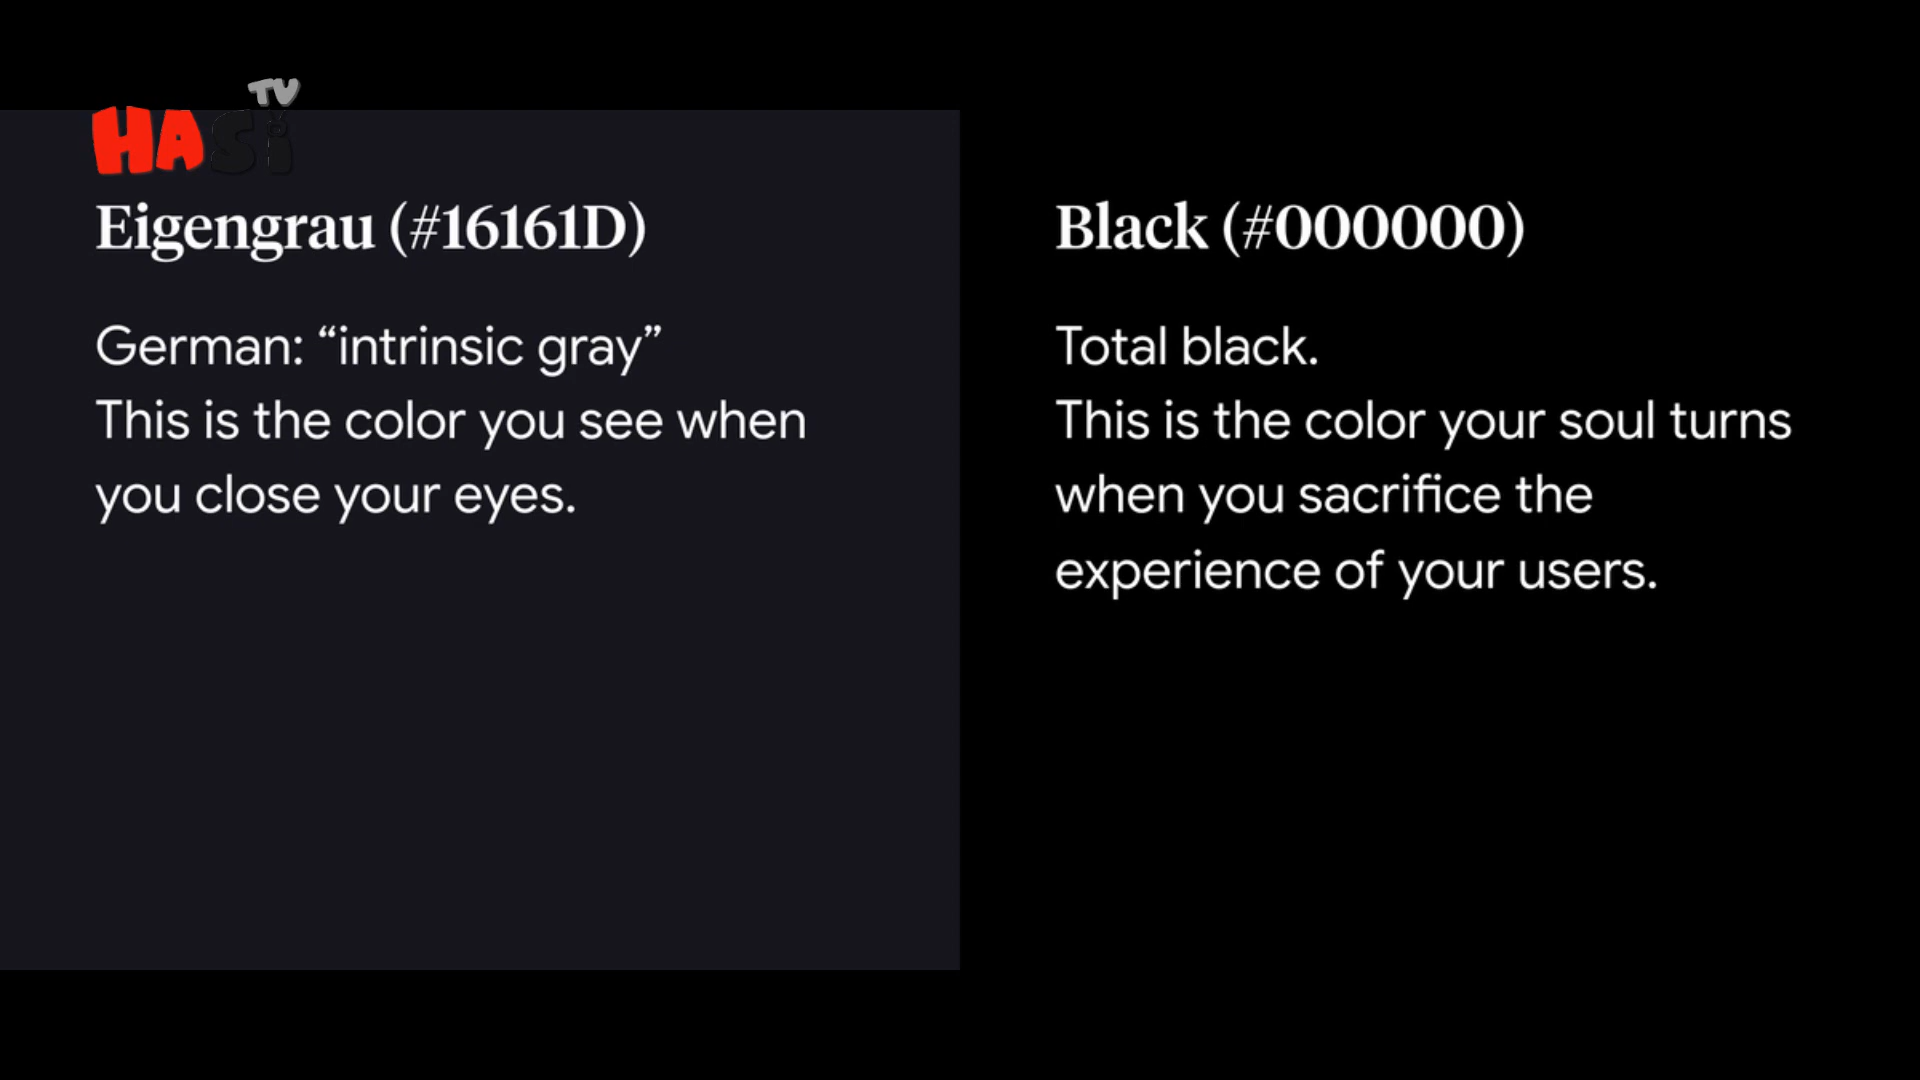 HASi TV
Eigengrau (#16161D)
German: “intrinsic gray”
This is the color you see when
you close your eyes.
Black (#000000)
Total black.
This is the color your soul turns
when you sacrifice the
experience of your users.